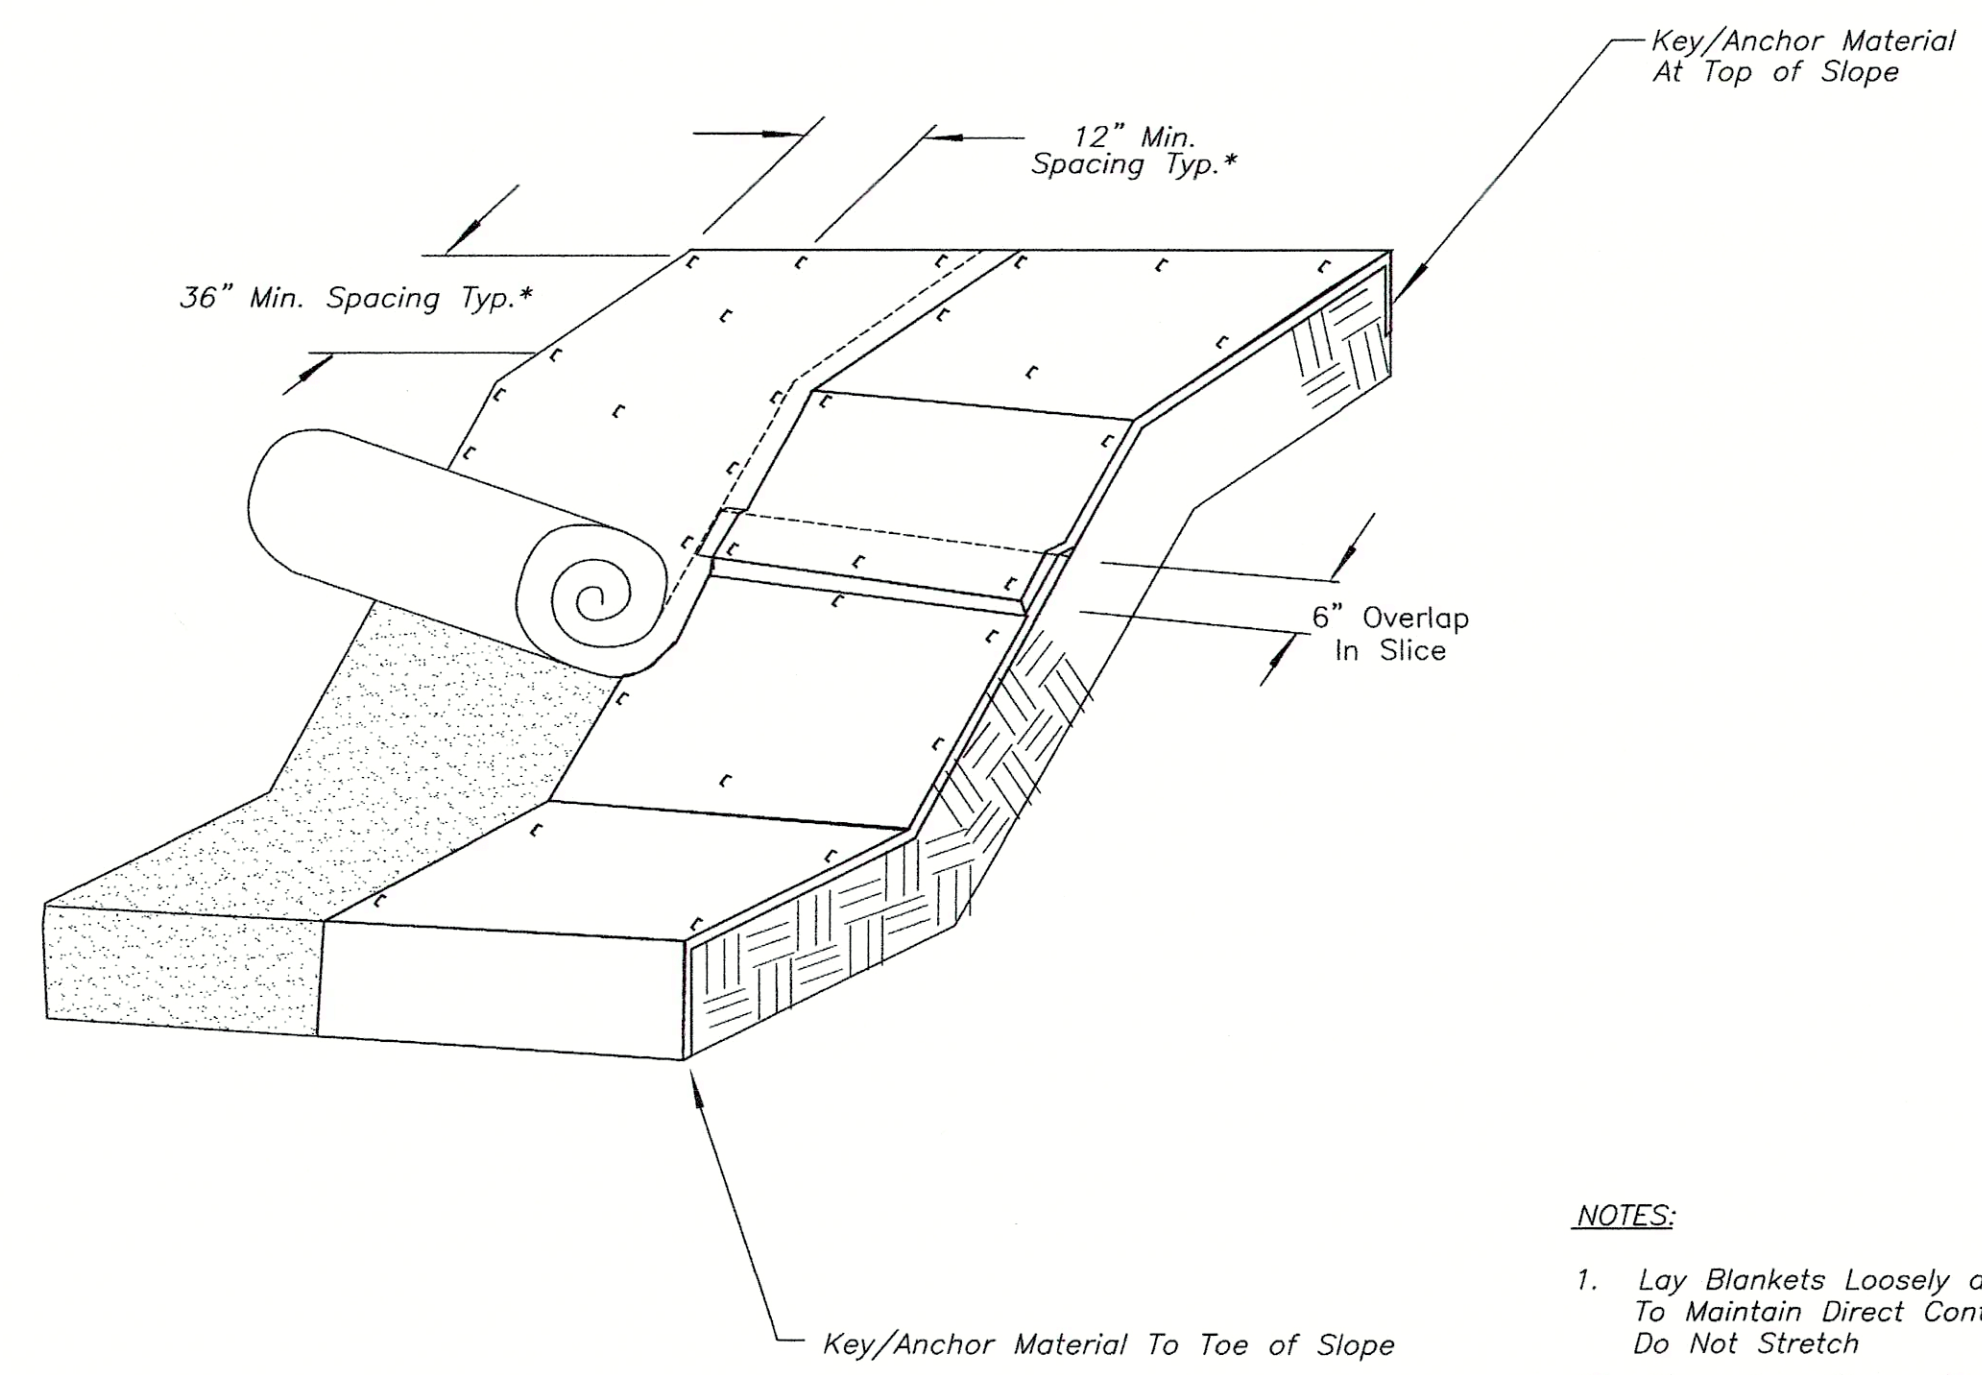 Key/Anchor Material
At Top of Slope
12" Min.
Spacing Typ.*
36" Min. Spacing Typ.*
6" Overlap
In Slice
Key/Anchor Material To Toe of Slope
NOTES:
1. Lay Blankets Loosely
To Maintain Direct
Do Not Stretch